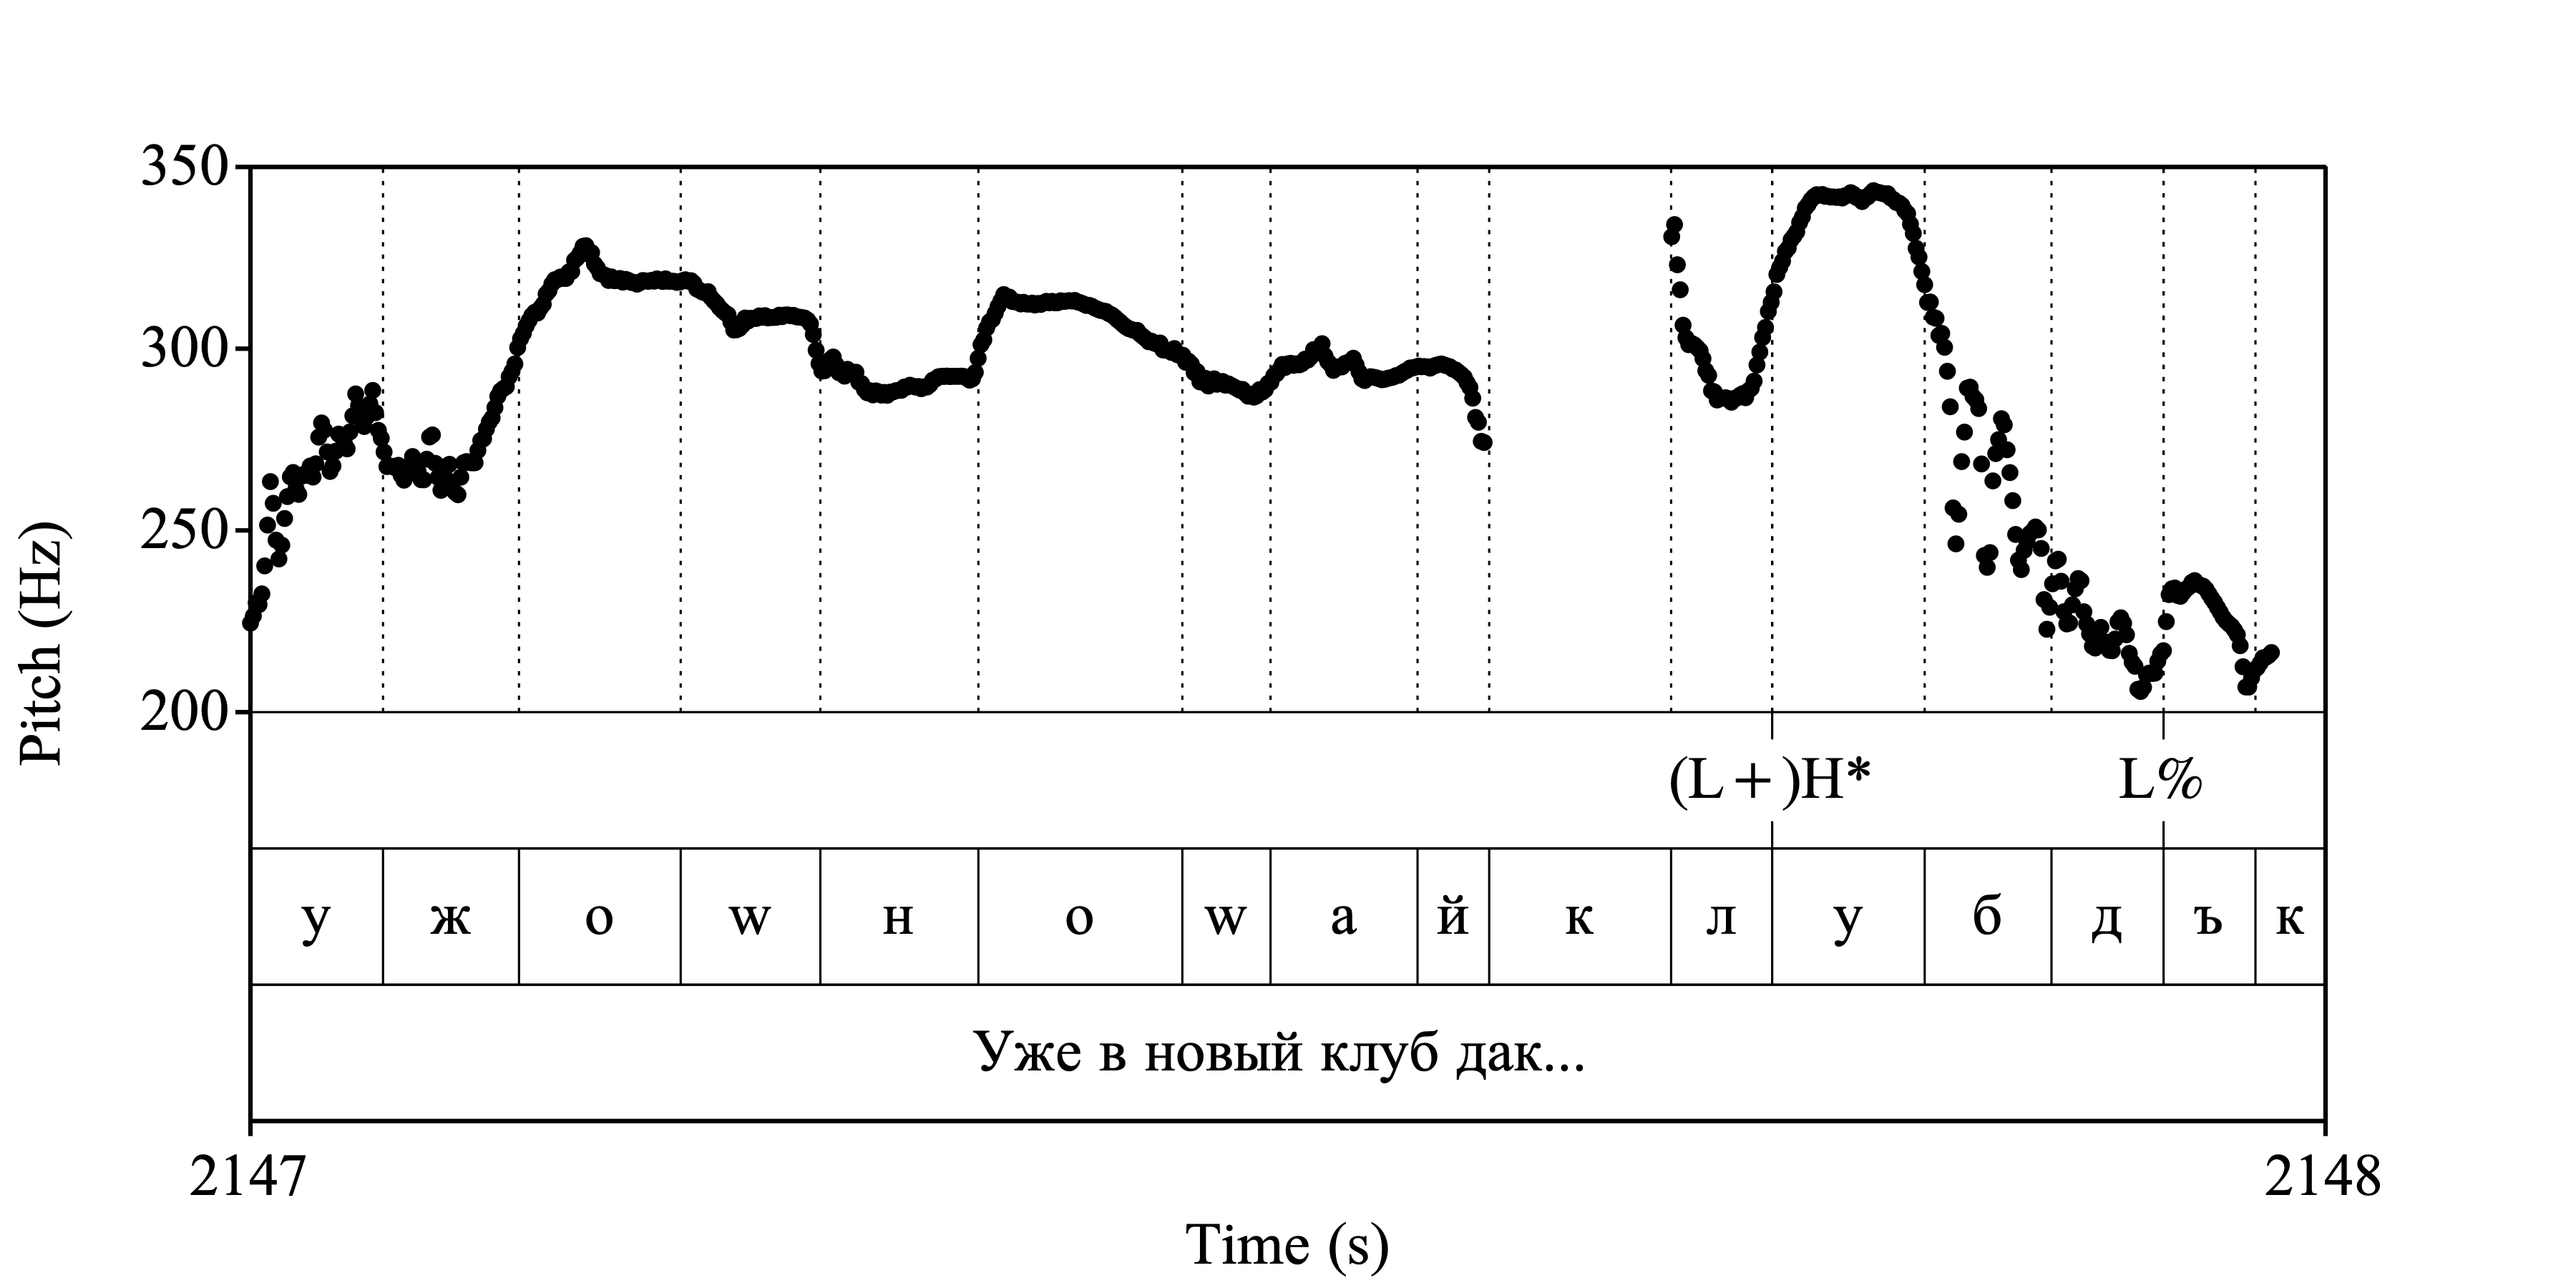 350
300
250
200
Pitch (Hz)
(L+)H* L%
у ж о w н о w а й к л у б д ъ к
Уже в новый клуб дак...
2147 2148
Time (s)